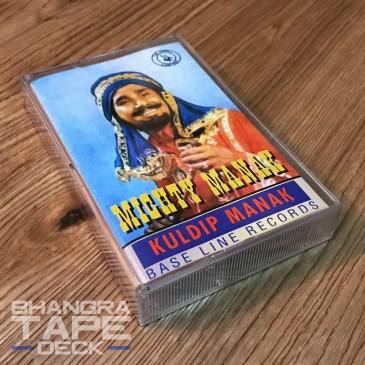 MIGHTY MANAK
KULDIP MANAK
BASE LINE RECORDS
BHANGRA
TAPE
DECK